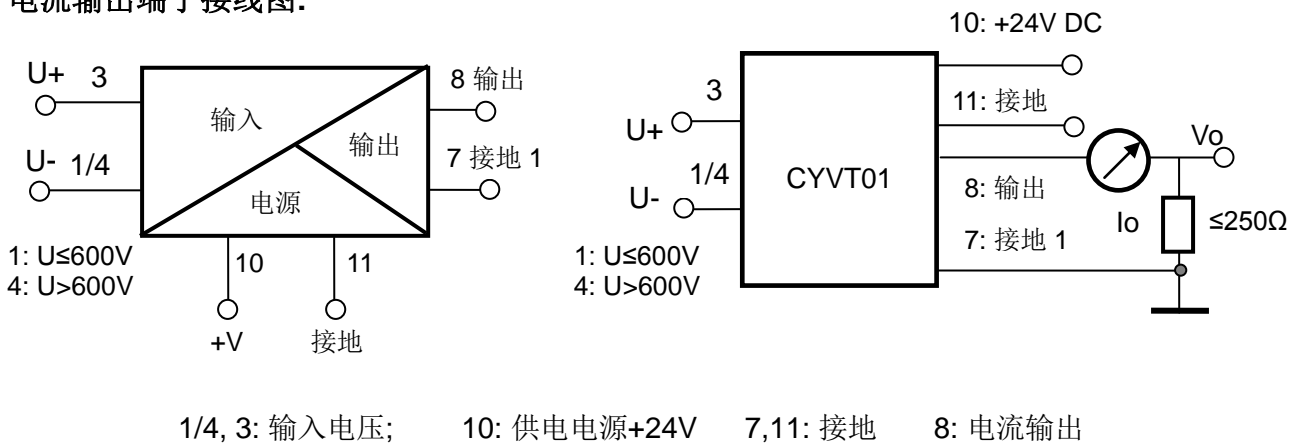 电流输出端子接线图:
U+ 3
U- 1/4
1: U≤600V
4: U>600V
输入
输出
电源
8 输出
7 接地 1
10
11
+V
接地
10: +24V DC
11: 接地
3
U+
1/4
U-
1: U≤600V
4: U>600V
CYVT01
8: 输出
7: 接地 1
Vo
Io
≤250Ω
1/4, 3: 输入电压; 10: 供电电源+24V 7,11: 接地 8: 电流输出